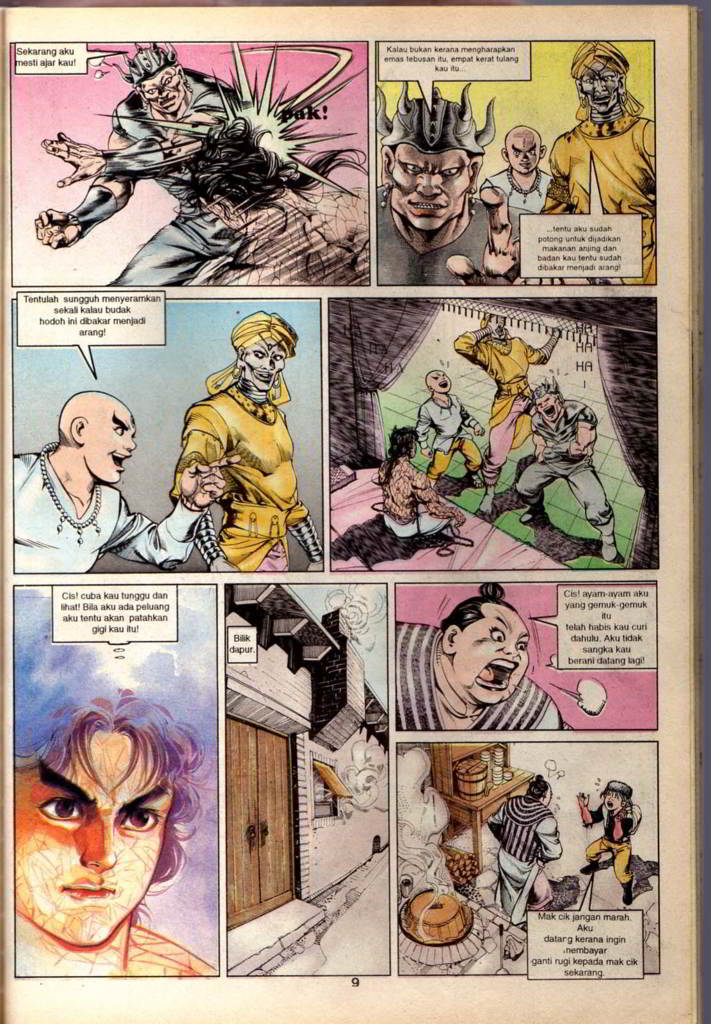 Sekarang aku
mesti ajar kau!
pak!
Kalau bukan kerana mengharapkan
emas tebusan itu, empat kerat tulang
kau itu...
...tentu aku sudah
potong untuk dijadikan
makanan anjing dan
badan kau tentu sudah
dibakar menjadi arang!
Tentulah sungguh menyeramkan
sekali kalau budak
hodoh ini dibakar menjadi
arang!
HA
HA
HA
!
Cis! cuba kau tunggu dan
lihat! Bila aku ada peluang
aku tentu akan patahkan
gigi kau itu!
Bilik
dapur.
Cis! ayam-ayam aku
yang gemuk-gemuk
itu
telah habis kau curi
dahulu. Aku tidak
sangka kau
berani datang lagi!
Mak cik jangan marah.
Aku
datang kerana ingin
membayar
ganti rugi kepada mak cik
sekarang.
9